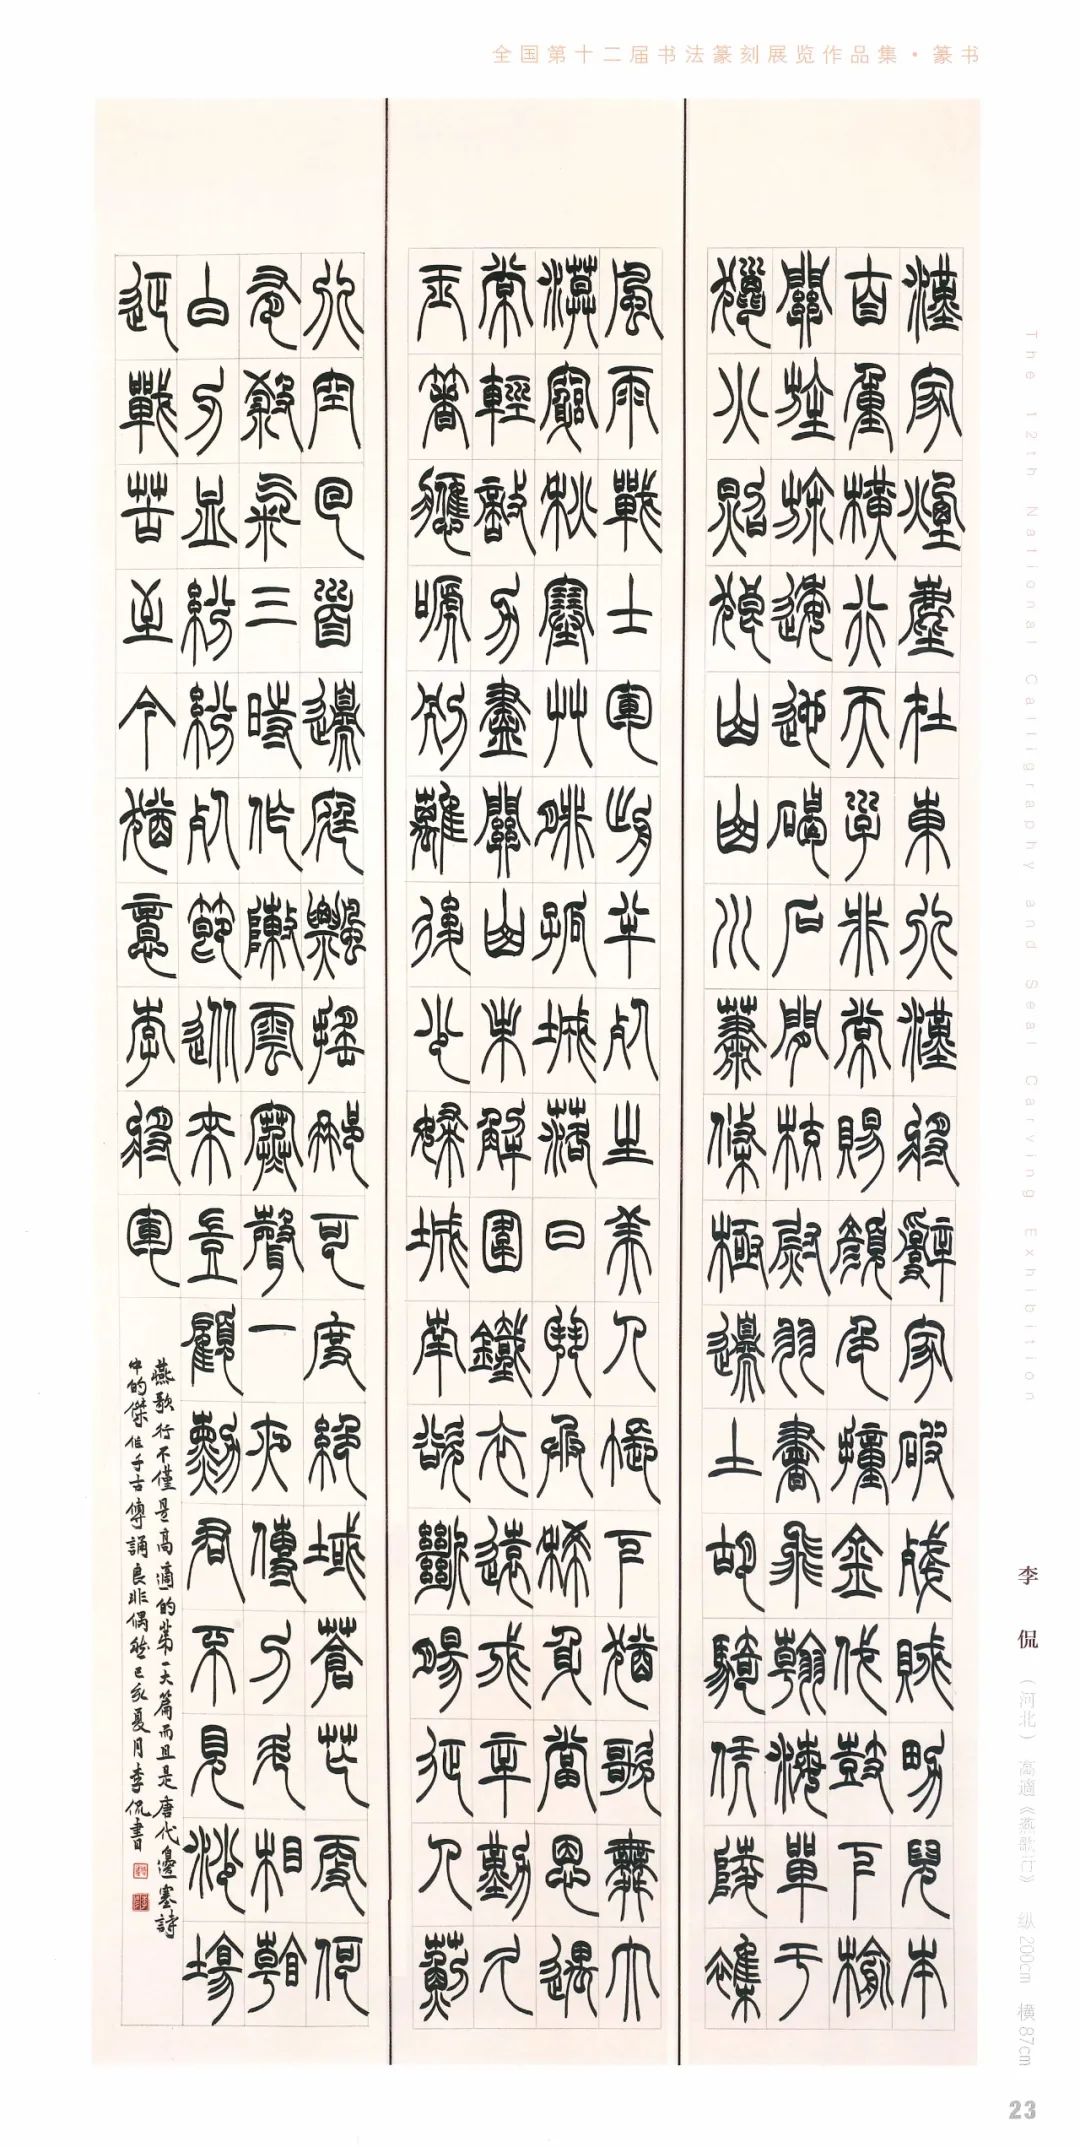 全国第十二届书法篆刻展览作品集·篆书
漢家煙塵在東北漢將辭家破殘賊男兒本
自重橫行天子非常賜顏色摐金伐鼓下榆
關旌旆逶迤碣石間校尉羽書飛瀚海單于
獵火照狼山山川蕭條極邊土胡騎憑陵雜
風雨戰士軍前半死生美人帳下猶歌舞大
漠窮秋塞草腓孤城落日鬥兵稀身當恩遇
常輕敵力盡關山未解圍鐵衣遠戍辛勤久
玉箸應啼別離後少婦城南欲斷腸征人薊
北空回首邊庭飄颻那可度絕域蒼茫更何
有殺氣三時作陣雲寒聲一夜傳刁斗相看
白刃血紛紛死節從來豈顧勳君不見沙場
征戰苦至今猶憶李將軍
燕歌行不僅是高適的第一大篇而且是唐代邊塞詩
中的傑作千古傳誦良非偶然己亥夏月李侃書
The 12th National Calligraphy and Seal Carving Exhibition
李 侃 （河北） 高適《燕歌行》 纵200cm 横87cm
23